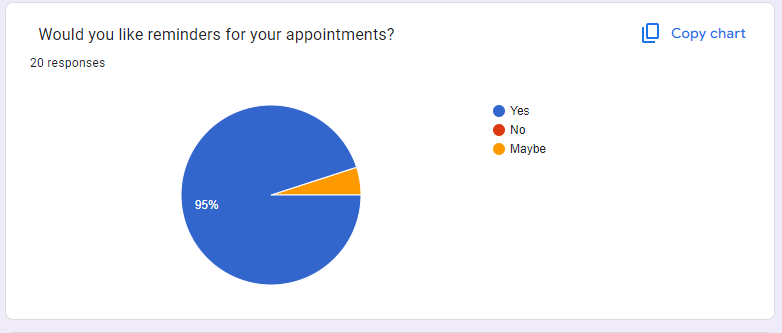 Would you like reminders for your appointments?
Copy chart
20 responses
Yes
No
Maybe
95%